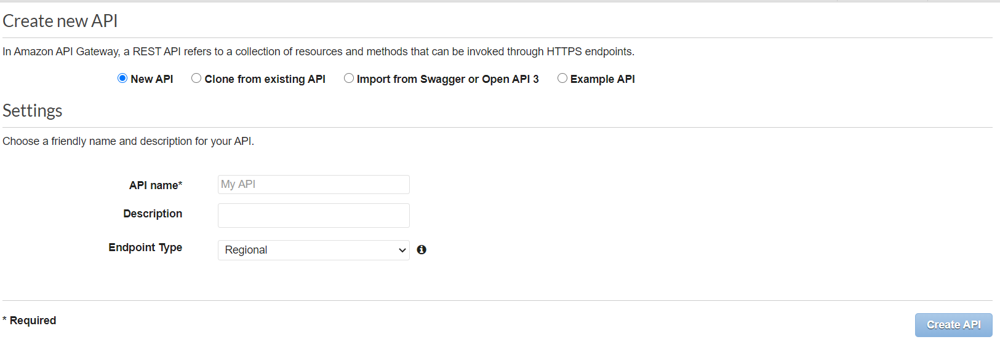 Create new API
In Amazon API Gateway, a REST API refers to a collection of resources and methods that can be invoked through HTTPS endpoints.
New API Clone from existing API Import from Swagger or Open API 3 Example API
Settings
Choose a friendly name and description for your API.
API name* My API
Description
Endpoint Type Regional
* Required
Create API